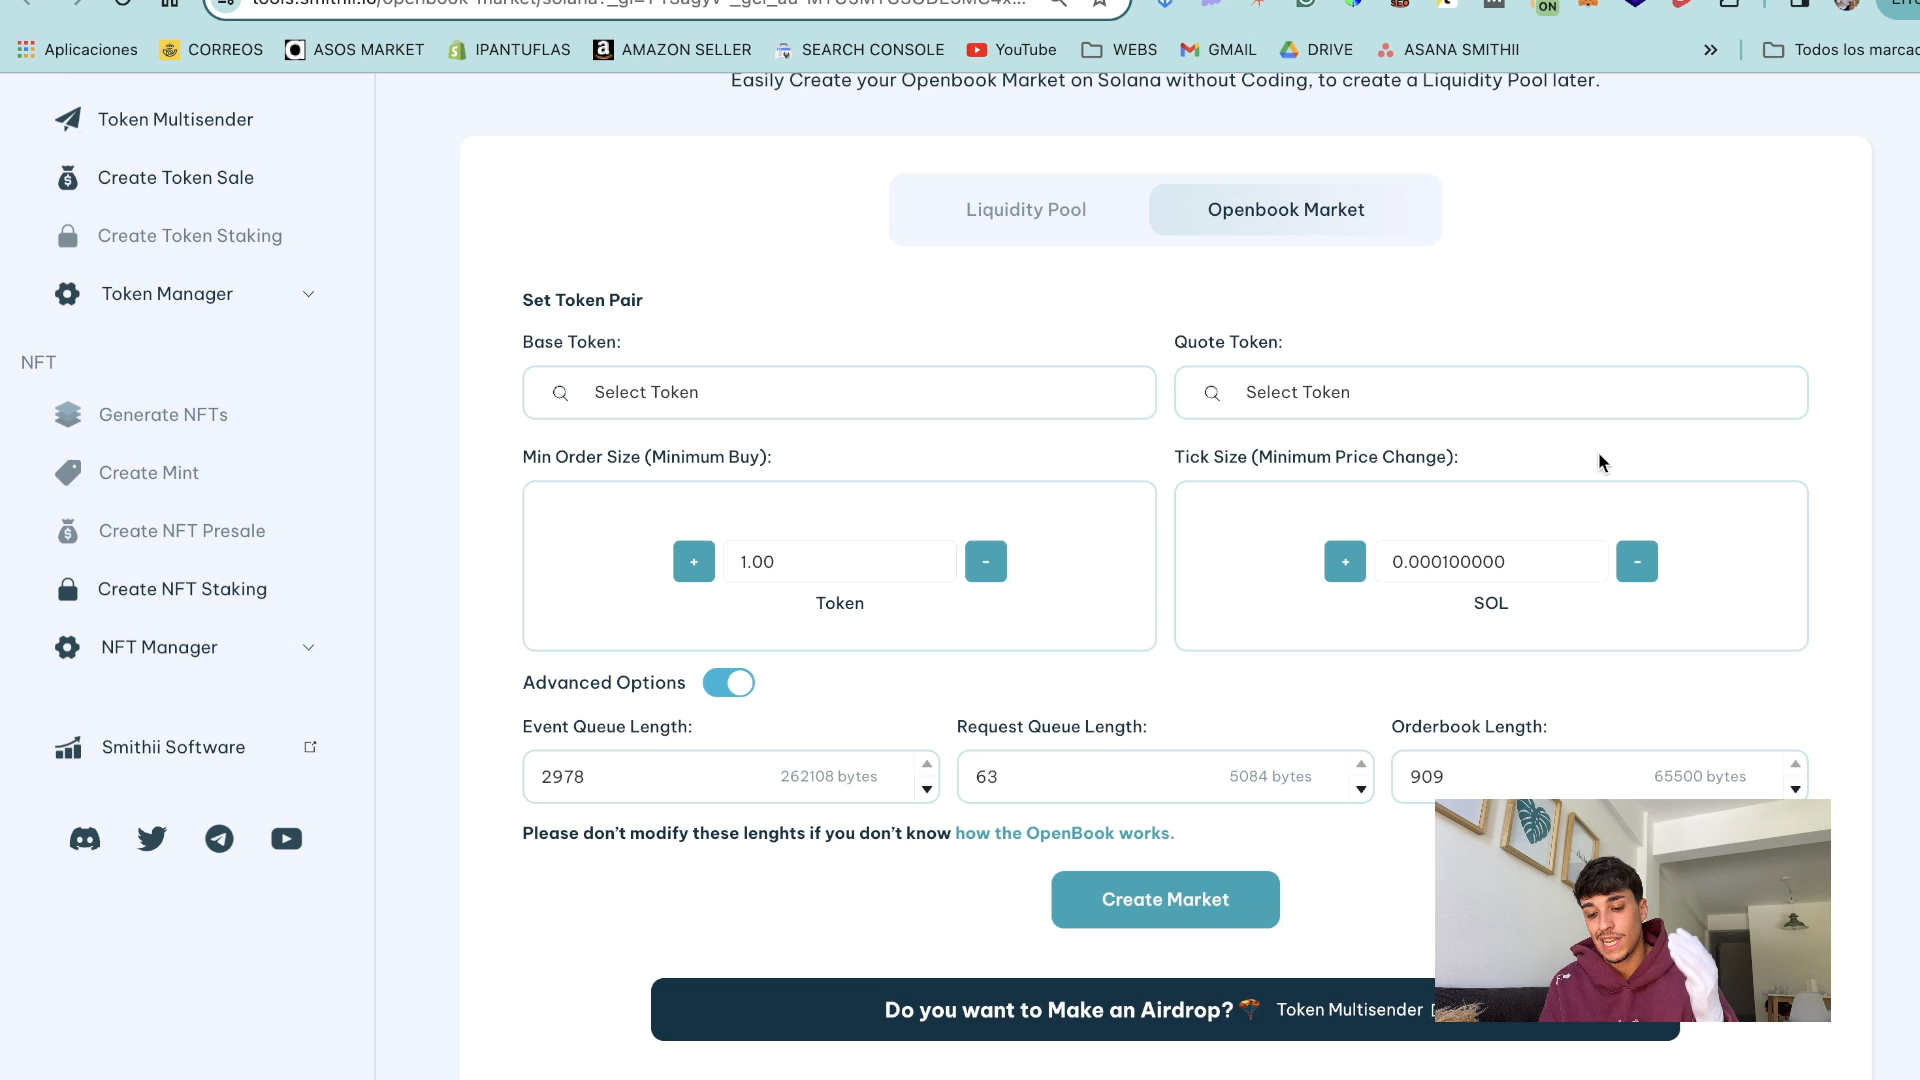 Aplicaciones CORREOS ASOS MARKET IPANTUFLAS AMAZON SELLER SEARCH CONSOLE YouTube WEBS GMAIL DRIVE ASANA SMITHII » Todos los marcad
Easily Create your Openbook Market on Solana without Coding, to create a Liquidity Pool later.
Token Multisender
Create Token Sale
Create Token Staking
Token Manager
NFT
Generate NFTs
Create Mint
Create NFT Presale
Create NFT Staking
NFT Manager
Smithii Software
Liquidity Pool Openbook Market
Set Token Pair
Base Token: Quote Token:
Select Token Select Token
Min Order Size (Minimum Buy): Tick Size (Minimum Price Change):
+ 1.00 - + 0.000100000 -
Token SOL
Advanced Options
Event Queue Length: Request Queue Length: Orderbook Length:
2978 262108 bytes 63 5084 bytes 909 65500 bytes
Please don't modify these lenghts if you don't know how the OpenBook works.
Create Market
Do you want to Make an Airdrop? Token Multisender
ON